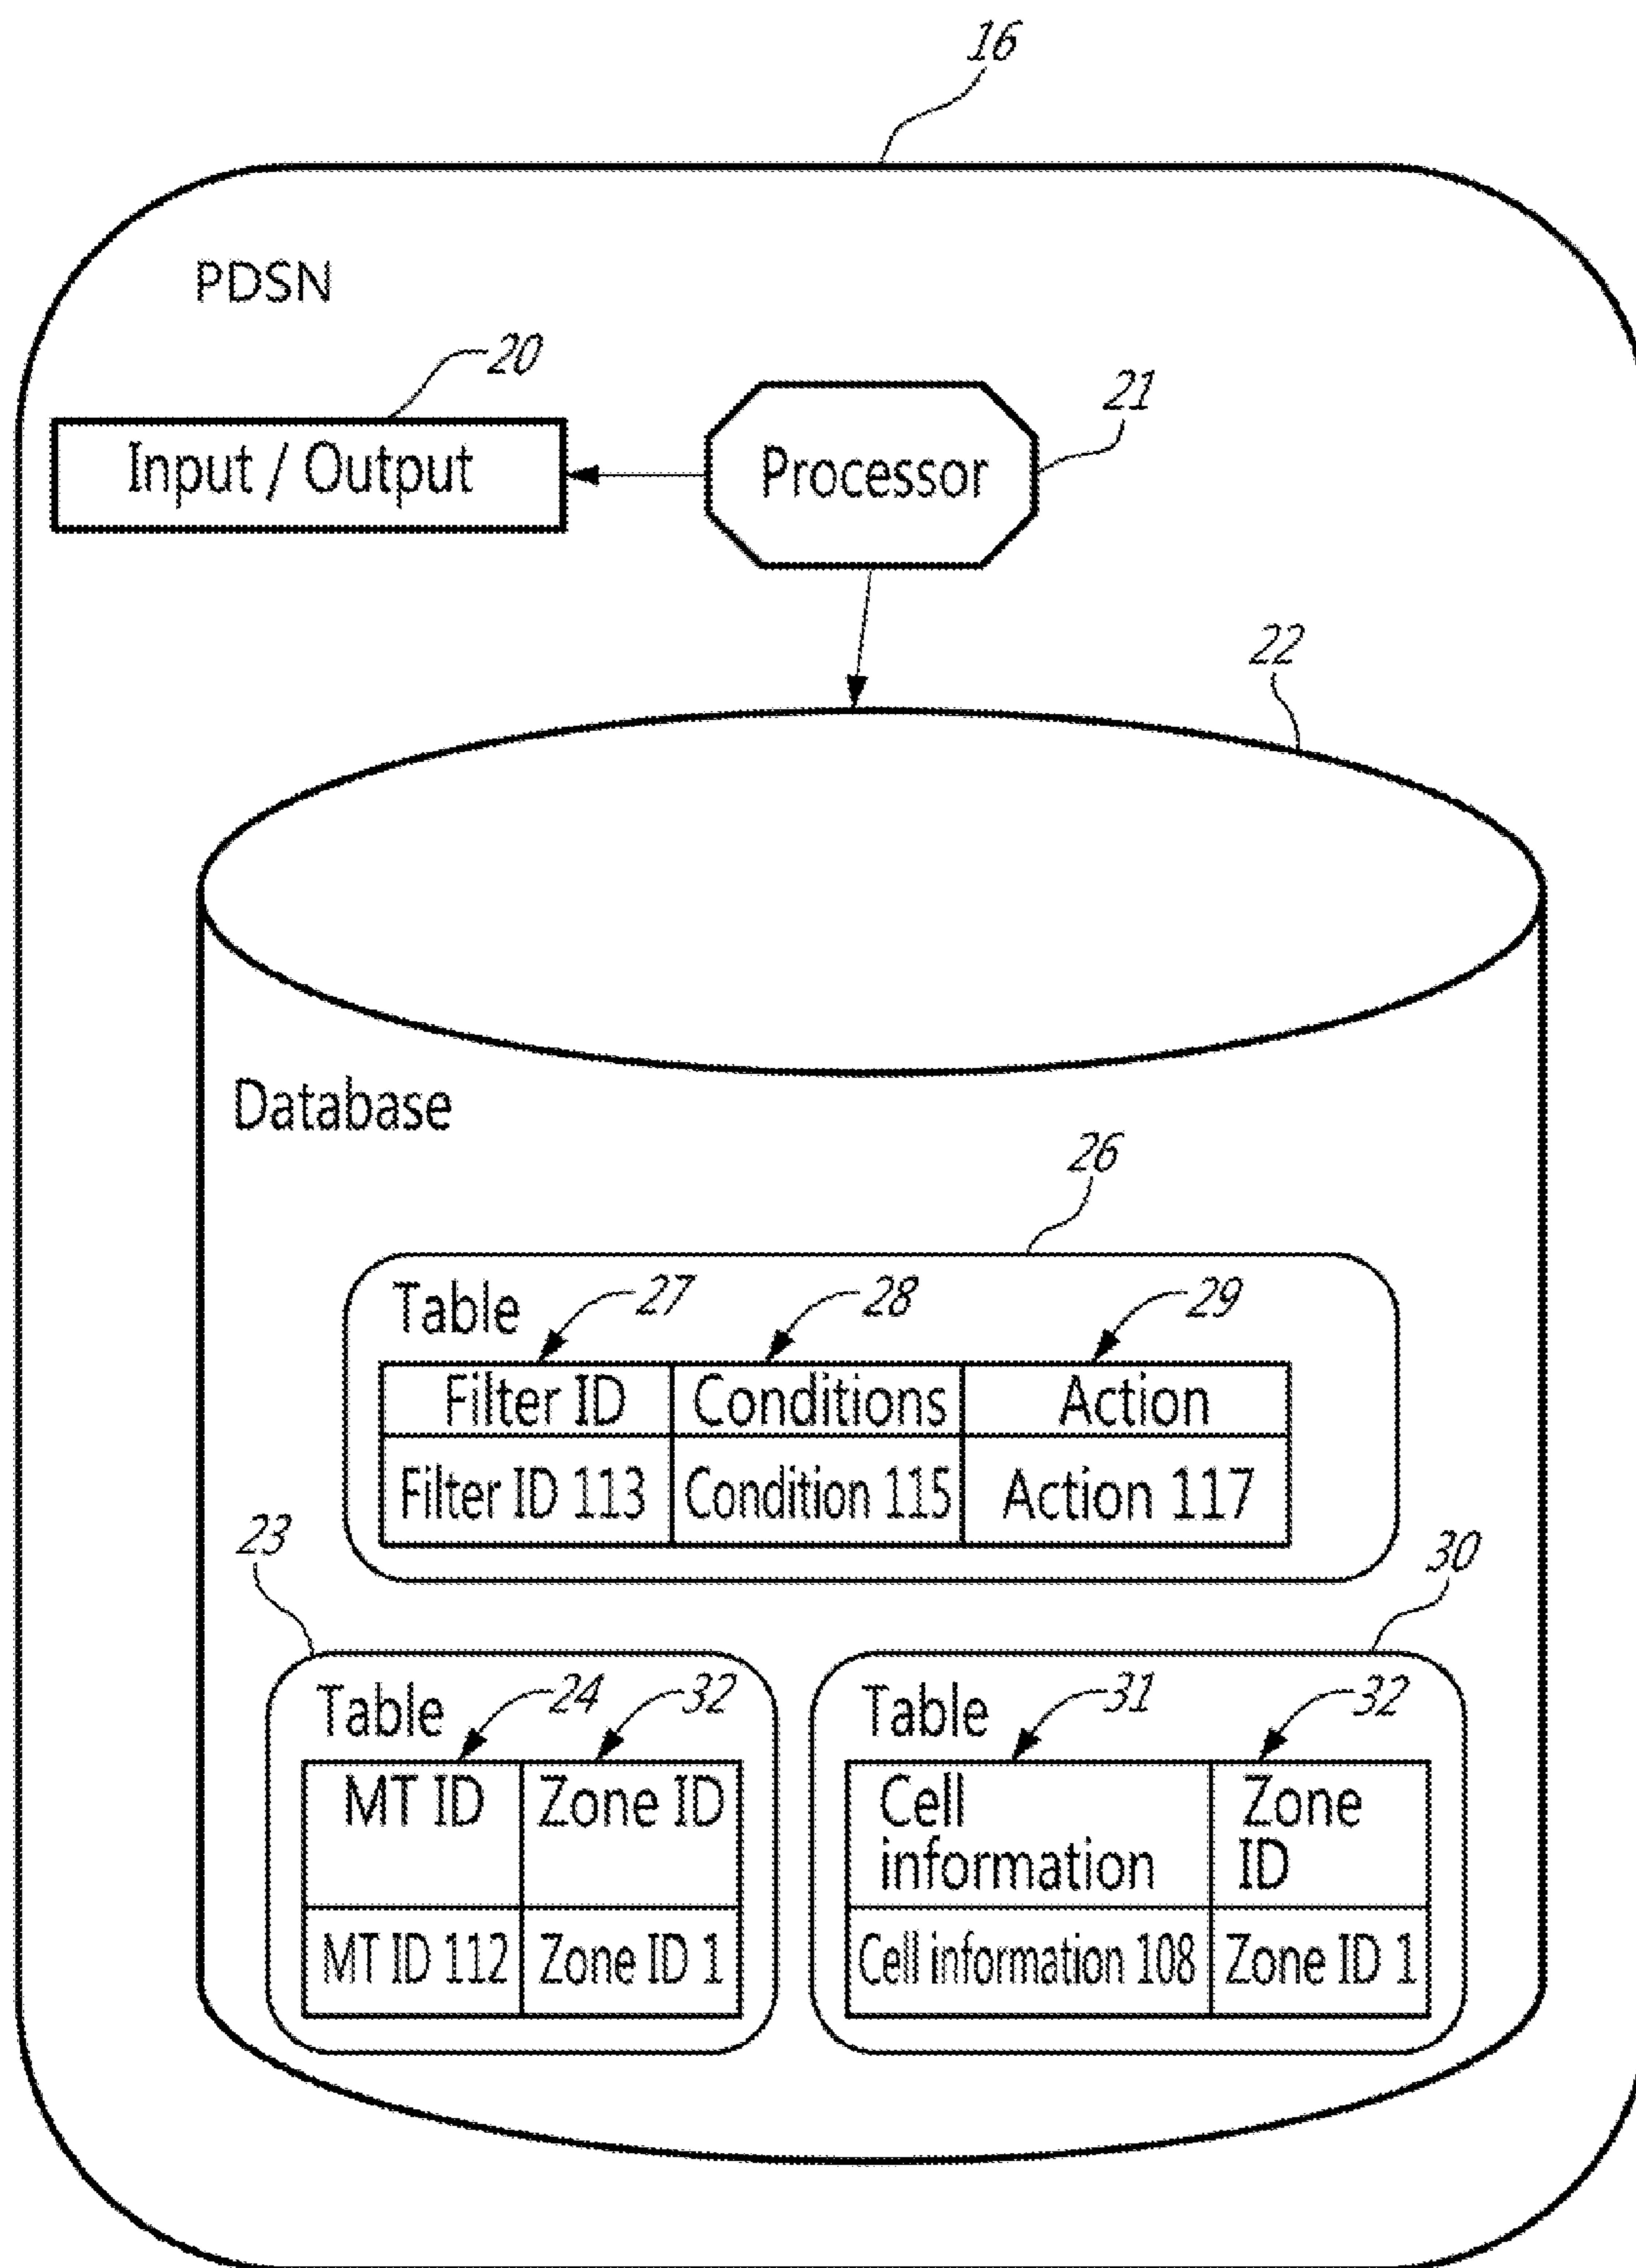 16
PDSN
20
21
Input / Output
Processor
22
Database
26
Table
27
28
29
Filter ID
Conditions
Action
Filter ID 113
Condition 115
Action 117
23
30
Table
24
32
MT ID
Zone ID
MT ID 112
Zone ID 1
Table
31
32
Cell
information
Zone
ID
Cell information 108
Zone ID 1